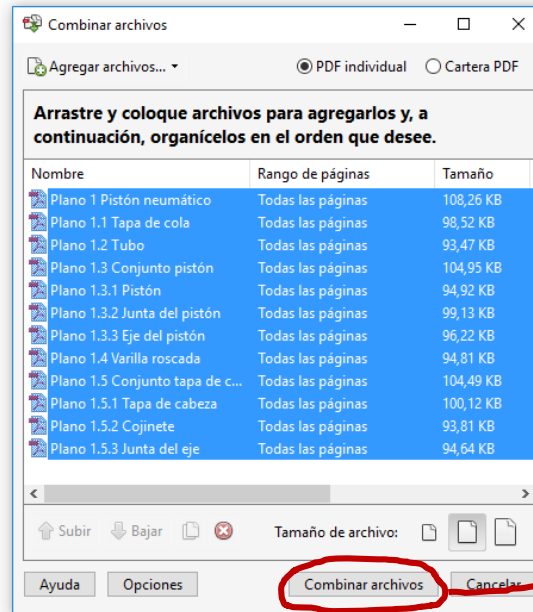 Combinar archivos
Agregar archivos... PDF individual Cartera PDF
Arrastre y coloque archivos para agregarlos y, a
continuación, organícelos en el orden que desee.
Nombre Rango de páginas Tamaño
Plano 1 Pistón neumático Todas las páginas 108,26 KB
Plano 1.1 Tapa de cola Todas las páginas 98,52 KB
Plano 1.2 Tubo Todas las páginas 93,47 KB
Plano 1.3 Conjunto pistón Todas las páginas 104,95 KB
Plano 1.3.1 Pistón Todas las páginas 94,92 KB
Plano 1.3.2 Junta del pistón Todas las páginas 99,13 KB
Plano 1.3.3 Eje del pistón Todas las páginas 96,22 KB
Plano 1.4 Varilla roscada Todas las páginas 94,81 KB
Plano 1.5 Conjunto tapa de c... Todas las páginas 104,49 KB
Plano 1.5.1 Tapa de cabeza Todas las páginas 100,12 KB
Plano 1.5.2 Cojinete Todas las páginas 93,81 KB
Plano 1.5.3 Junta del eje Todas las páginas 94,64 KB
Subir Bajar Tamaño de archivo:
Ayuda Opciones Combinar archivos Cancelar